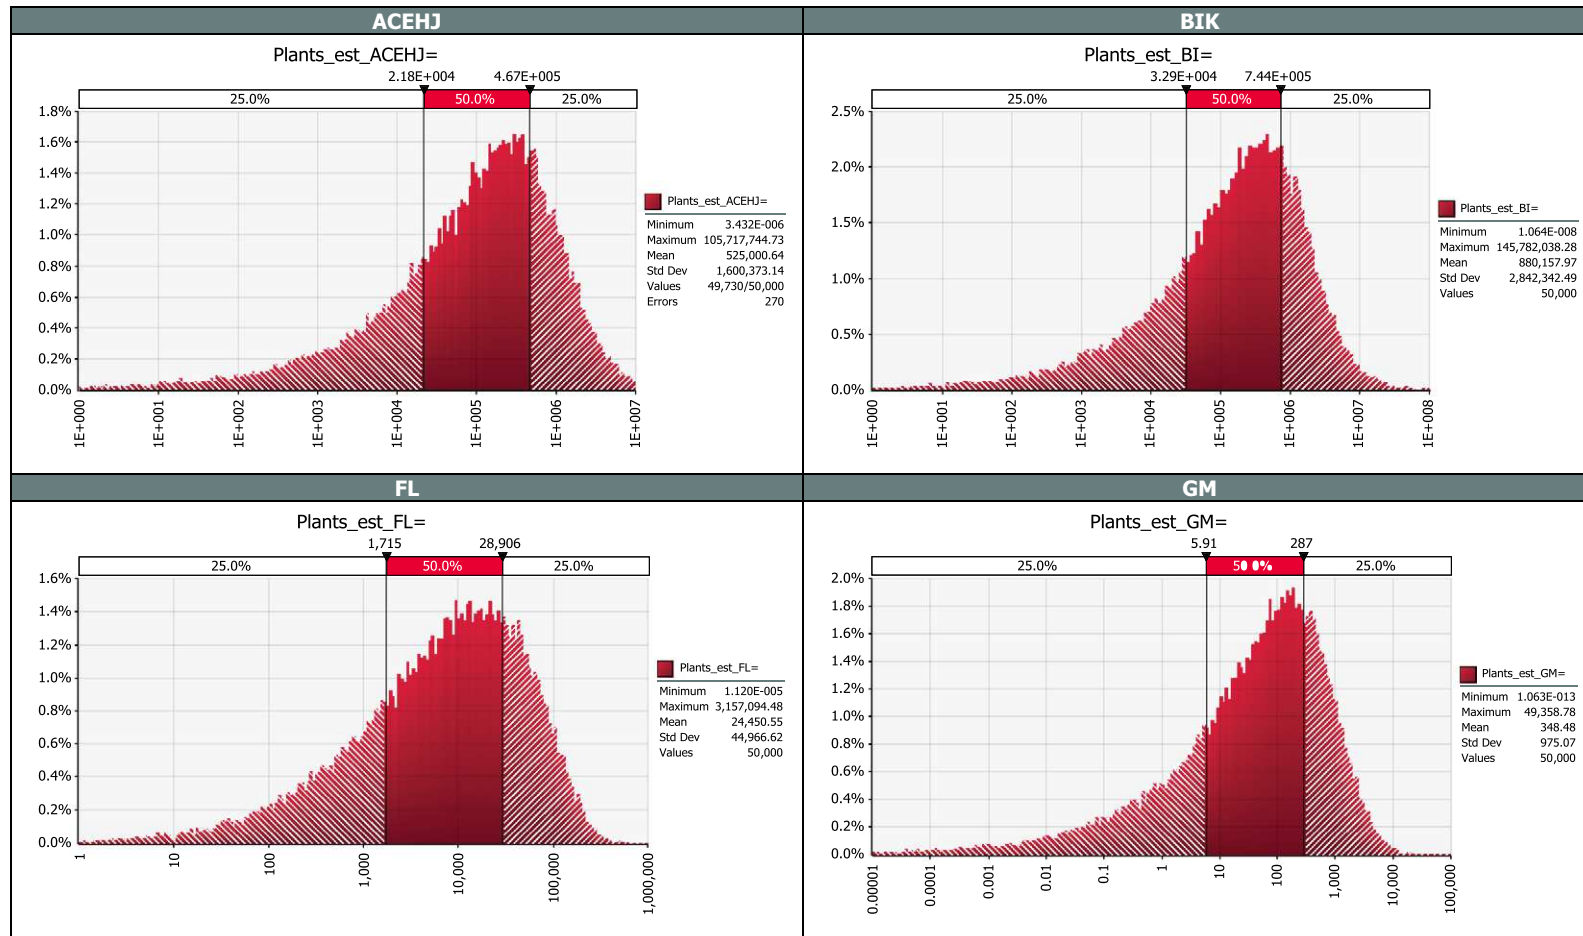 ACEHJ
Plants_est_ACEHJ=
2.18E+004 4.67E+005
25.0% 50.0% 25.0%
1.8%
1.6%
1.4%
1.2%
1.0%
0.8%
0.6%
0.4%
0.2%
0.0%
1E+000 1E+001 1E+002 1E+003 1E+004 1E+005 1E+006 1E+007
Plants_est_ACEHJ=
Minimum 3.432E-006
Maximum 105,717,744.73
Mean 525,000.64
Std Dev 1,600,373.14
Values 49,730/50,000
Errors 270
BIK
Plants_est_BI=
3.29E+004 7.44E+005
25.0% 50.0% 25.0%
2.5%
2.0%
1.5%
1.0%
0.5%
0.0%
1E+000 1E+001 1E+002 1E+003 1E+004 1E+005 1E+006 1E+007 1E+008
Plants_est_BI=
Minimum 1.064E-008
Maximum 145,782,038.28
Mean 880,157.97
Std Dev 2,842,342.49
Values 50,000
FL
Plants_est_FL=
1,715 28,906
25.0% 50.0% 25.0%
1.6%
1.4%
1.2%
1.0%
0.8%
0.6%
0.4%
0.2%
0.0%
1 10 100 1,000 10,000 100,000 1,000,000
Plants_est_FL=
Minimum 1.120E-005
Maximum 3,157,094.48
Mean 24,450.55
Std Dev 44,966.62
Values 50,000
GM
Plants_est_GM=
5.91 287
25.0% 50.0% 25.0%
2.0%
1.8%
1.6%
1.4%
1.2%
1.0%
0.8%
0.6%
0.4%
0.2%
0.0%
0.00001 0.0001 0.001 0.01 0.1 1 10 100 1,000 10,000 100,000
Plants_est_GM=
Minimum 1.063E-013
Maximum 49,358.78
Mean 348.48
Std Dev 975.07
Values 50,000